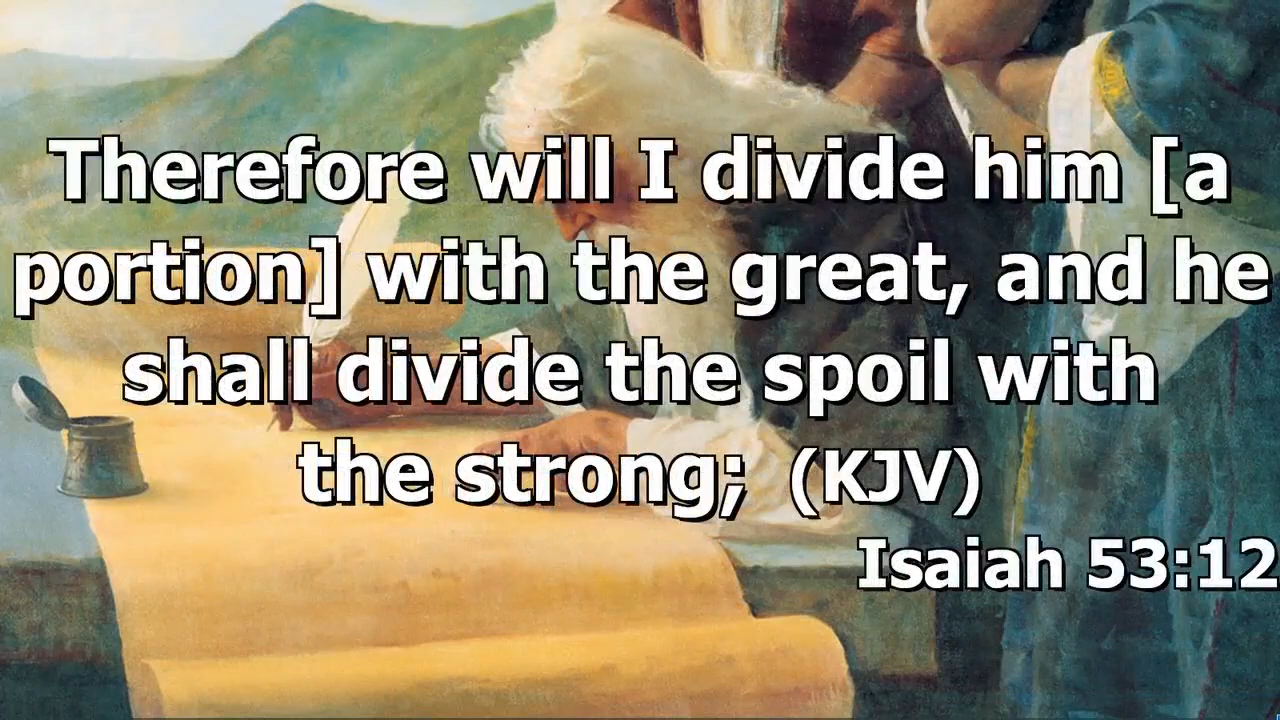 Therefore will I divide him [a
portion] with the great, and he
shall divide the spoil with
the strong; (KJV)
Isaiah 53:12